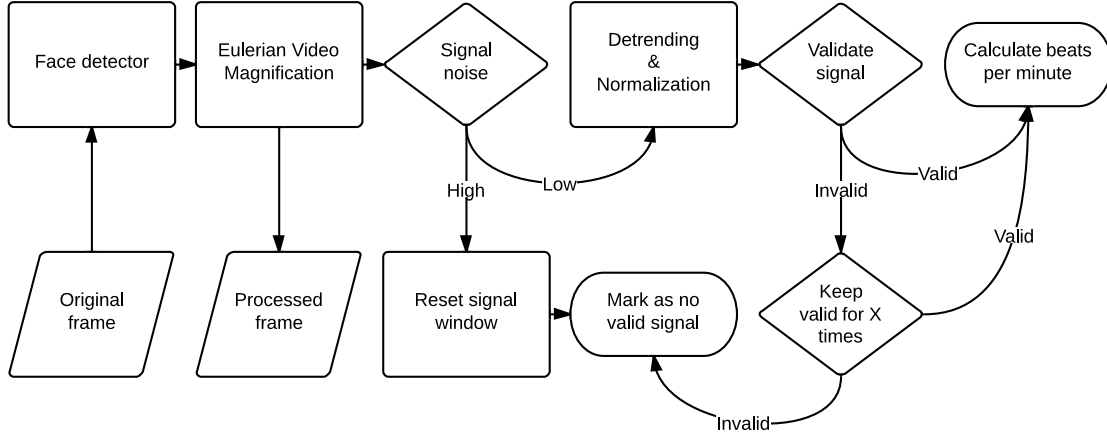 Face detector
Eulerian Video
Magnification
Signal
noise
Detrending
&
Normalization
Validate
signal
Calculate beats
per minute
High
Low
Invalid
Valid
Valid
Original
frame
Processed
frame
Reset signal
window
Mark as no
valid signal
Keep
valid for X
times
Invalid